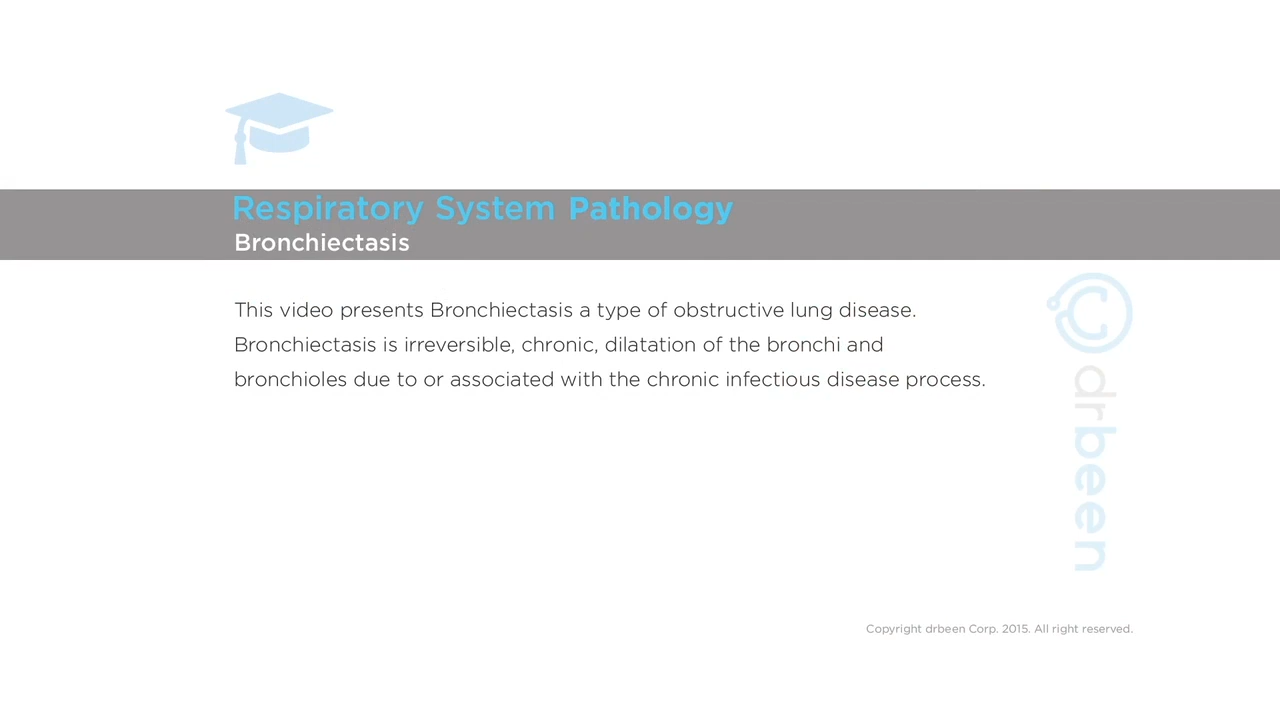 Respiratory System Pathology
Bronchiectasis
This video presents Bronchiectasis a type of obstructive lung disease.
Bronchiectasis is irreversible, chronic, dilatation of the bronchi and
bronchioles due to or associated with the chronic infectious disease process.
drbeen
Copyright drbeen Corp. 2015. All right reserved.